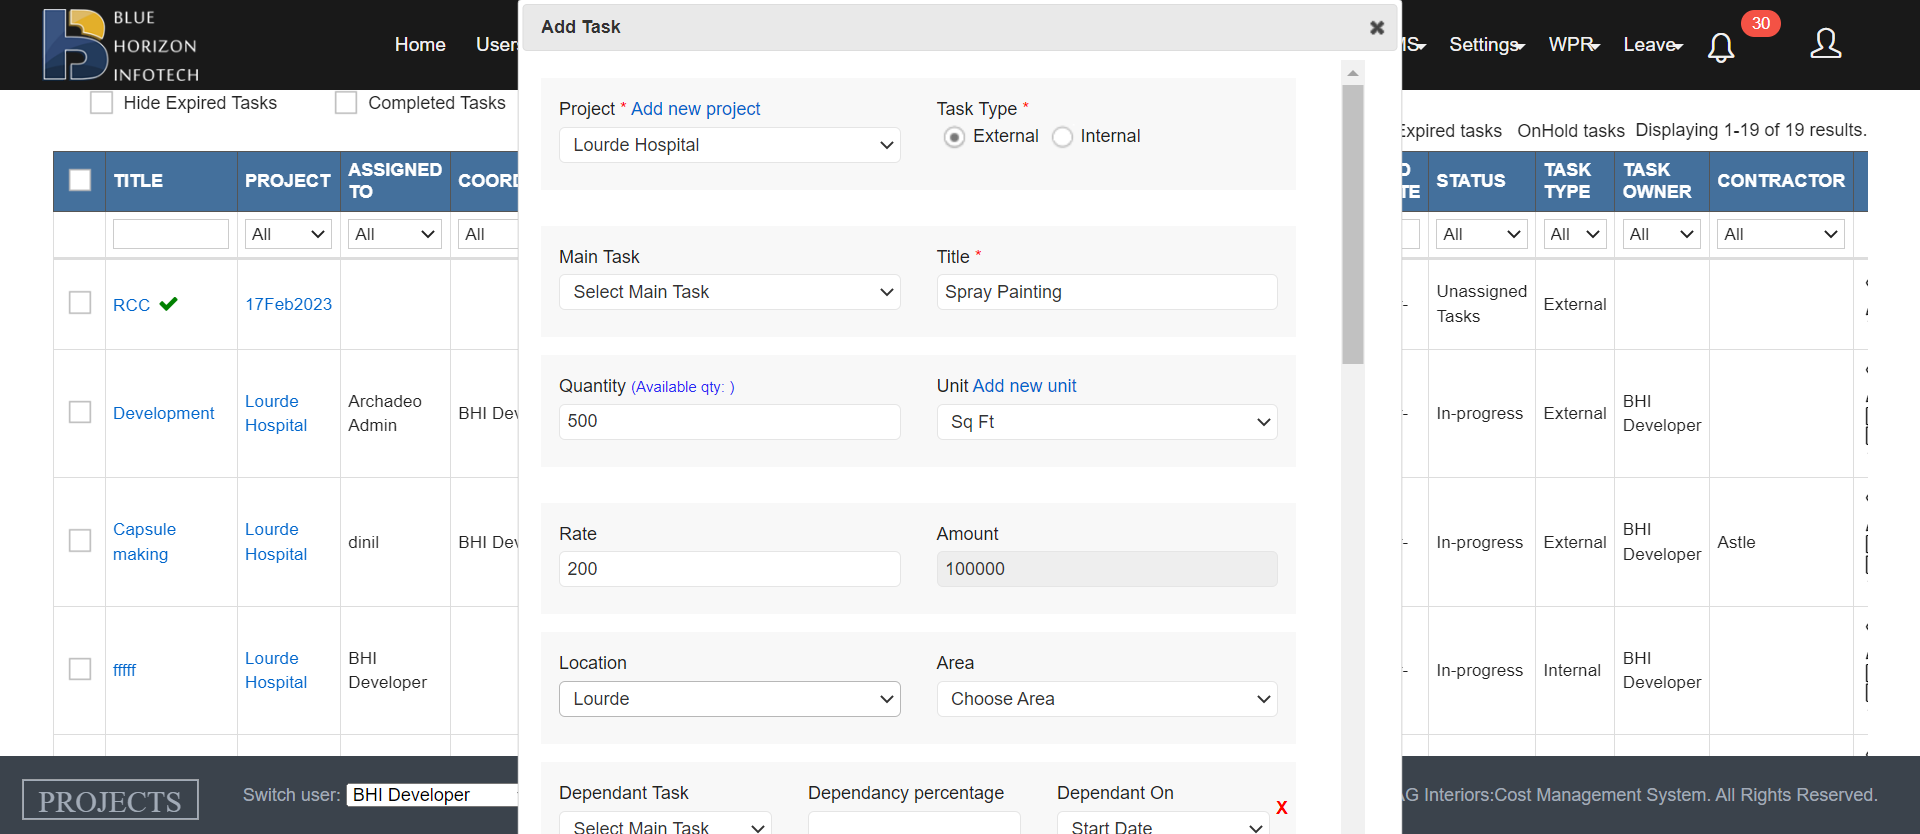 BLUE
HORIZON
INFOTECH
Home
Settings
WPR
Leave
30
Add Task
Hide Expired Tasks
Completed Tasks
Expired tasks OnHold tasks Displaying 1-19 of 19 results.
Project * Add new project
Lourde Hospital
Task Type *
External Internal
Main Task
Select Main Task
Title *
Spray Painting
Quantity (Available qty: )
500
Unit Add new unit
Sq Ft
Rate
200
Amount
100000
Location
Lourde
Area
Choose Area
Dependant Task
Select Main Task
Dependancy percentage
Dependant On
Start Date
X
TITLE
PROJECT
ASSIGNED
TO
STATUS
TASK
TYPE
TASK
OWNER
CONTRACTOR
All
All
All
All
All
All
All
RCC
17Feb2023
Unassigned
Tasks
External
Development
Lourde
Hospital
Archadeo
Admin
BHI
In-progress
External
BHI
Developer
Capsule
making
Lourde
Hospital
dinil
BHI
In-progress
External
BHI
Developer
Astle
fffff
Lourde
Hospital
BHI
Developer
In-progress
Internal
BHI
Developer
PROJECTS
Switch user: BHI Developer
Interiors:Cost Management System. All Rights Reserved.